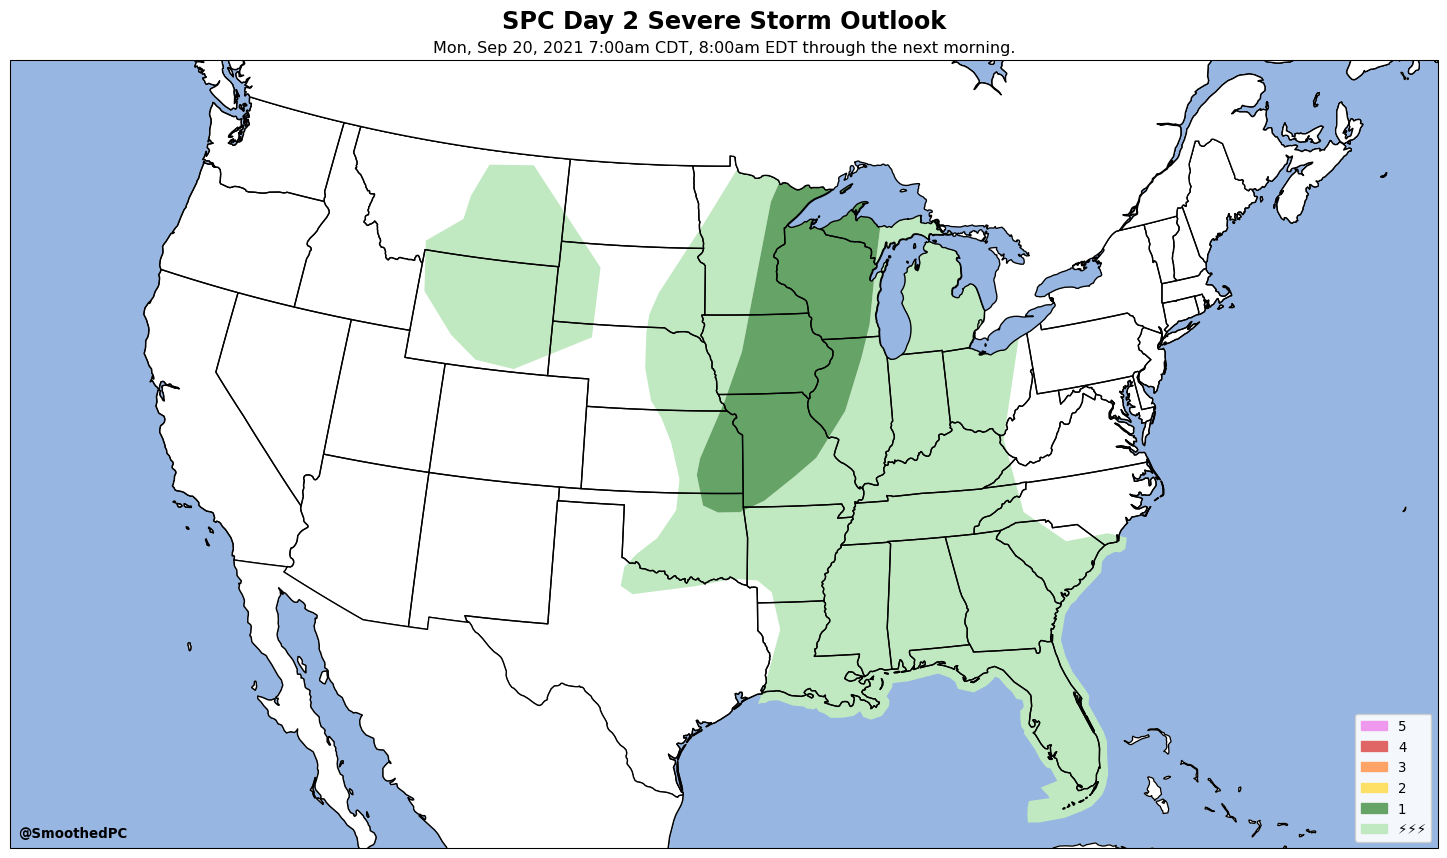 SPC Day 2 Severe Storm Outlook
Mon, Sep 20, 2021 7:00am CDT, 8:00am EDT through the next morning.
5
4
3
2
1
⚡⚡⚡
@SmoothedPC